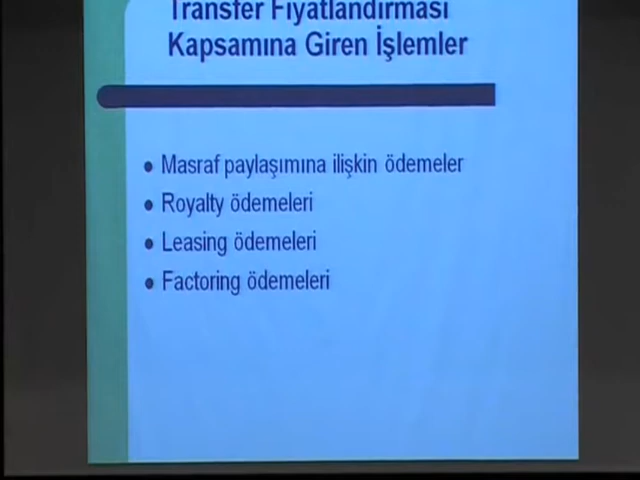 Transfer Fiyatlandırması
Kapsamına Giren İşlemler
Masraf paylaşımına ilişkin ödemeler
Royalty ödemeleri
Leasing ödemeleri
Factoring ödemeleri